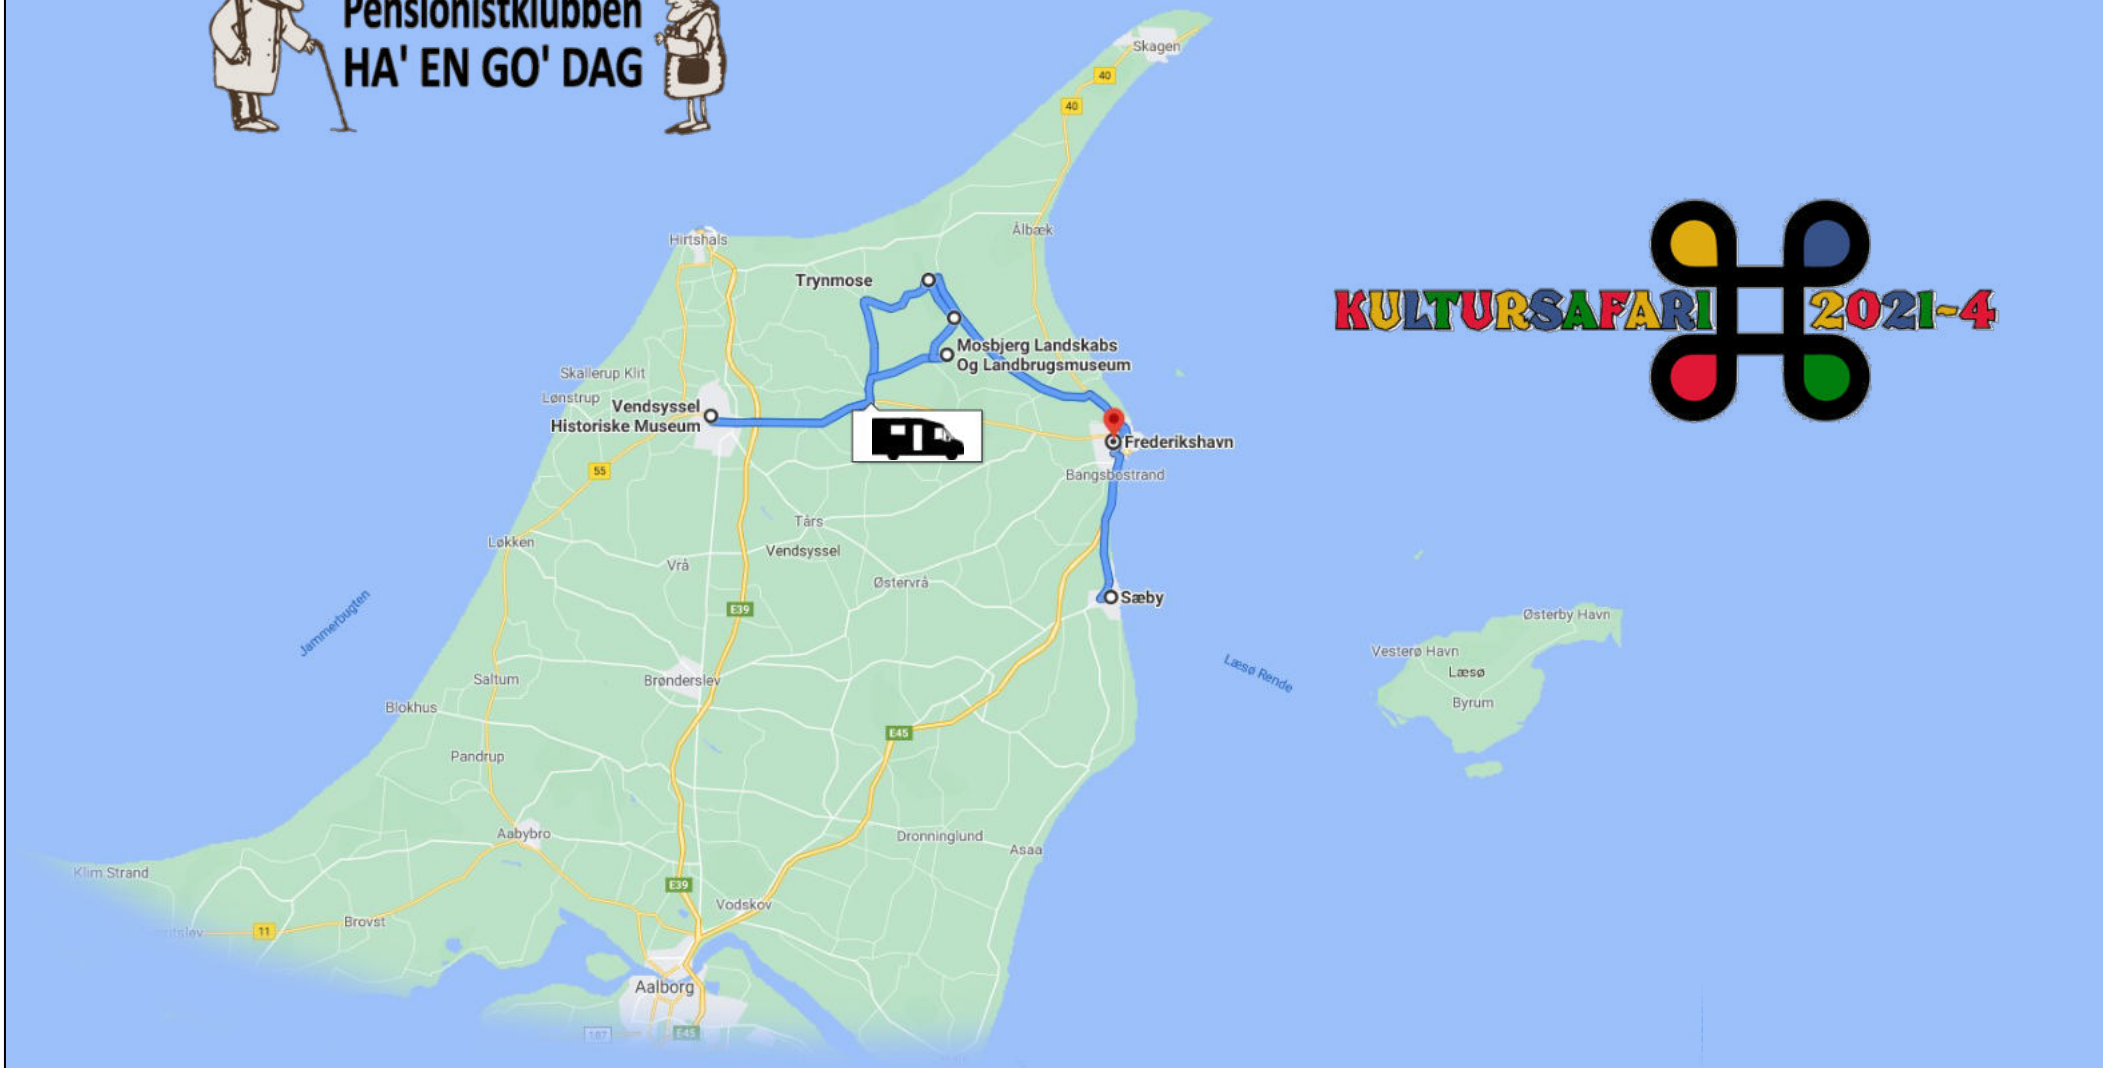 Pensionistklubben
HA' EN GO' DAG
Skagen
40
40
Ålbæk
Hirtshals
Trynmose
KULTURSAFARI 2021-4
Mosbjerg Landskabs
Og Landbrugsmuseum
Skallerup Klit
Lønstrup
Vendsyssel
Historiske Museum
Frederikshavn
Bangsbostrand
55
Tårs
Løkken
Vendsyssel
Vrå
Østervrå
Sæby
E39
Jammerbugten
Østerby Havn
Vesterø Havn
Læsø Rende
Læsø
Byrum
Saltum
Brønderslev
Blokhus
E45
Pandrup
Aabybro
Dronninglund
Asaa
Klim Strand
E39
Vodskov
Brovst
11
Aalborg
187
E45